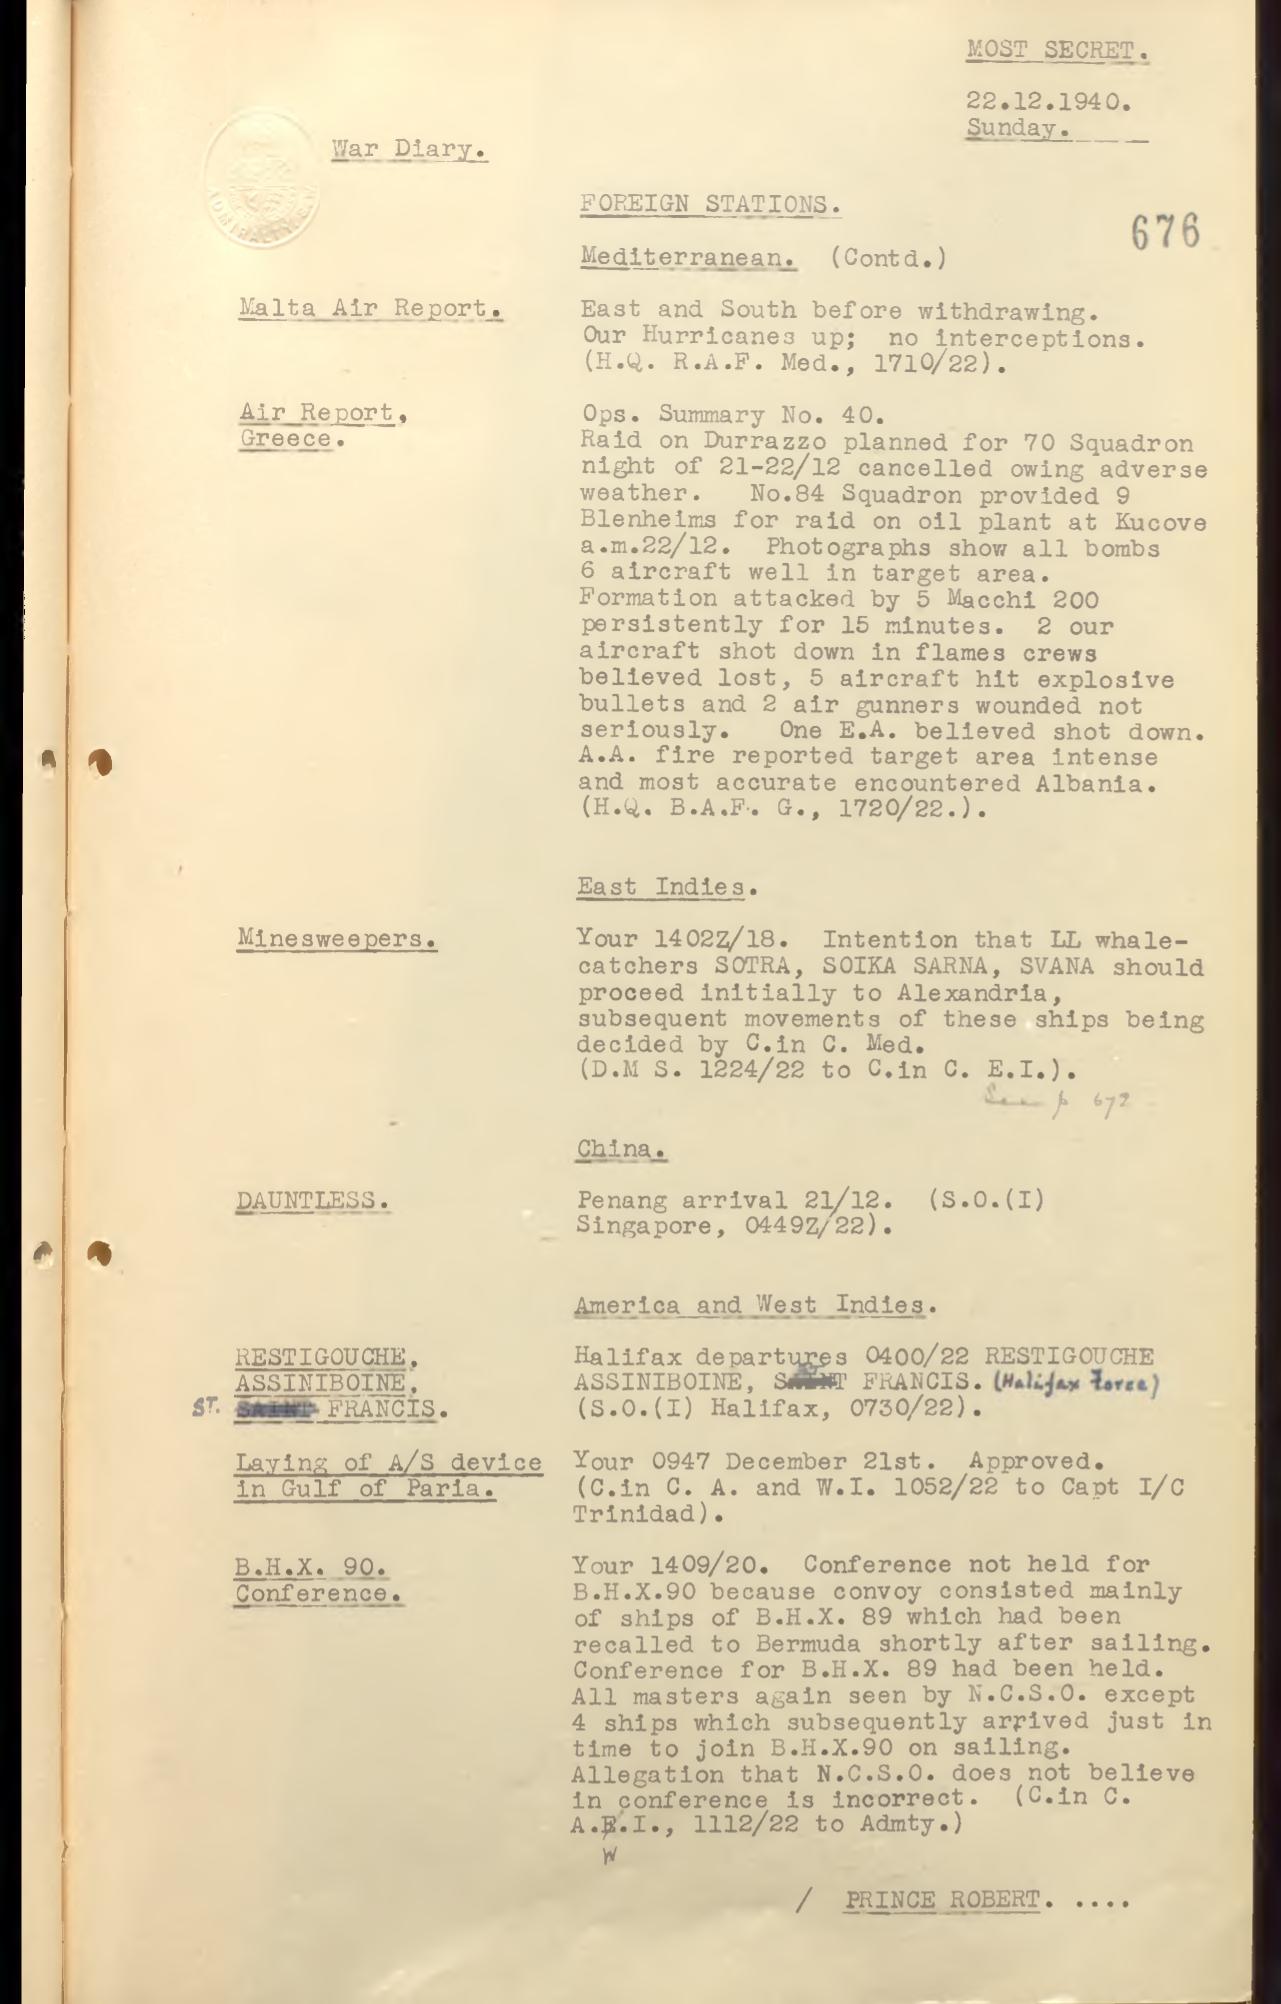 MOST SECRET.
22.12.1940.
Sunday.
War Diary.
ADMIRALTY
FOREIGN STATIONS.
676
Mediterranean. (Contd.)
Malta Air Report.
East and South before withdrawing.
Our Hurricanes up; no interceptions.
(H.Q. R.A.F. Med., 1710/22).
Air Report,
Greece.
Ops. Summary No. 40.
Raid on Durrazzo planned for 70 Squadron
night of 21-22/12 cancelled owing adverse
weather. No.84 Squadron provided 9
Blenheims for raid on oil plant at Kucove
a.m.22/12. Photographs show all bombs
6 aircraft well in target area.
Formation attacked by 5 Macchi 200
persistently for 15 minutes. 2 our
aircraft shot down in flames crews
believed lost, 5 aircraft hit explosive
bullets and 2 air gunners wounded not
seriously. One E.A. believed shot down.
A.A. fire reported target area intense
and most accurate encountered Albania.
(H.Q. B.A.F. G., 1720/22.).
East Indies.
Minesweepers.
Your 1402Z/18. Intention that LL whale-
catchers SOTRA, SOIKA SARNA, SVANA should
proceed initially to Alexandria,
subsequent movements of these ships being
decided by C.in C. Med.
(D.M S. 1224/22 to C.in C. E.I.).
See p 672
China.
DAUNTLESS.
Penang arrival 21/12. (S.O.(I)
Singapore, 0449Z/22).
America and West Indies.
RESTIGOUCHE,
ASSINIBOINE,
ST. SAINT FRANCIS.
Halifax departures 0400/22 RESTIGOUCHE
ASSINIBOINE, SAINT FRANCIS. (Halifax Force)
(S.O.(I) Halifax, 0730/22).
Laying of A/S device
in Gulf of Paria.
Your 0947 December 21st. Approved.
(C.in C. A. and W.I. 1052/22 to Capt I/C
Trinidad).
B.H.X. 90.
Conference.
Your 1409/20. Conference not held for
B.H.X.90 because convoy consisted mainly
of ships of B.H.X. 89 which had been
recalled to Bermuda shortly after sailing.
Conference for B.H.X. 89 had been held.
All masters again seen by N.C.S.O. except
4 ships which subsequently arrived just in
time to join B.H.X.90 on sailing.
Allegation that N.C.S.O. does not believe
in conference is incorrect. (C.in C.
A.E.I., 1112/22 to Admty.)
W
/ PRINCE ROBERT. ....